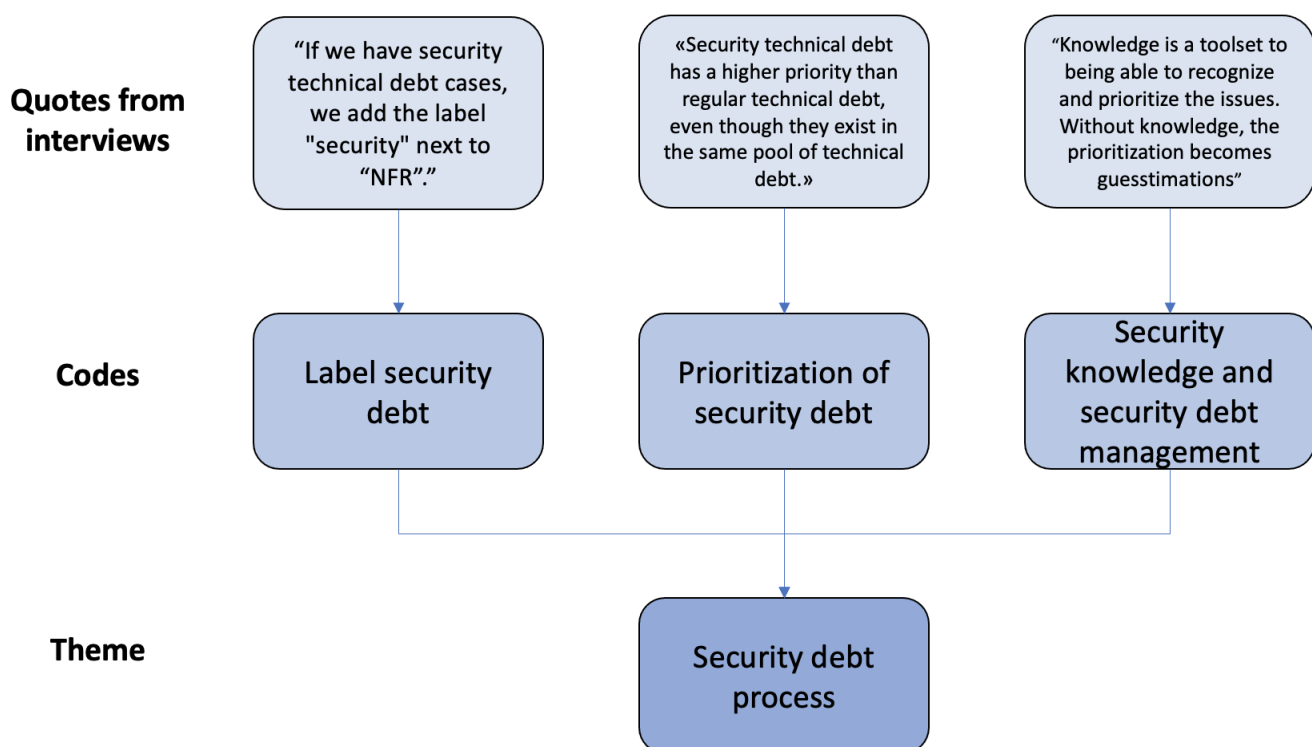 Quotes from
interviews
“If we have security
technical debt cases,
we add the label
"security" next to
“NFR”.”
«Security technical debt
has a higher priority than
regular technical debt,
even though they exist in
the same pool of technical
debt.»
“Knowledge is a toolset to
being able to recognize
and prioritize the issues.
Without knowledge, the
prioritization becomes
guesstimations”
Codes
Label security
debt
Prioritization of
security debt
Security
knowledge and
security debt
management
Theme
Security debt
process